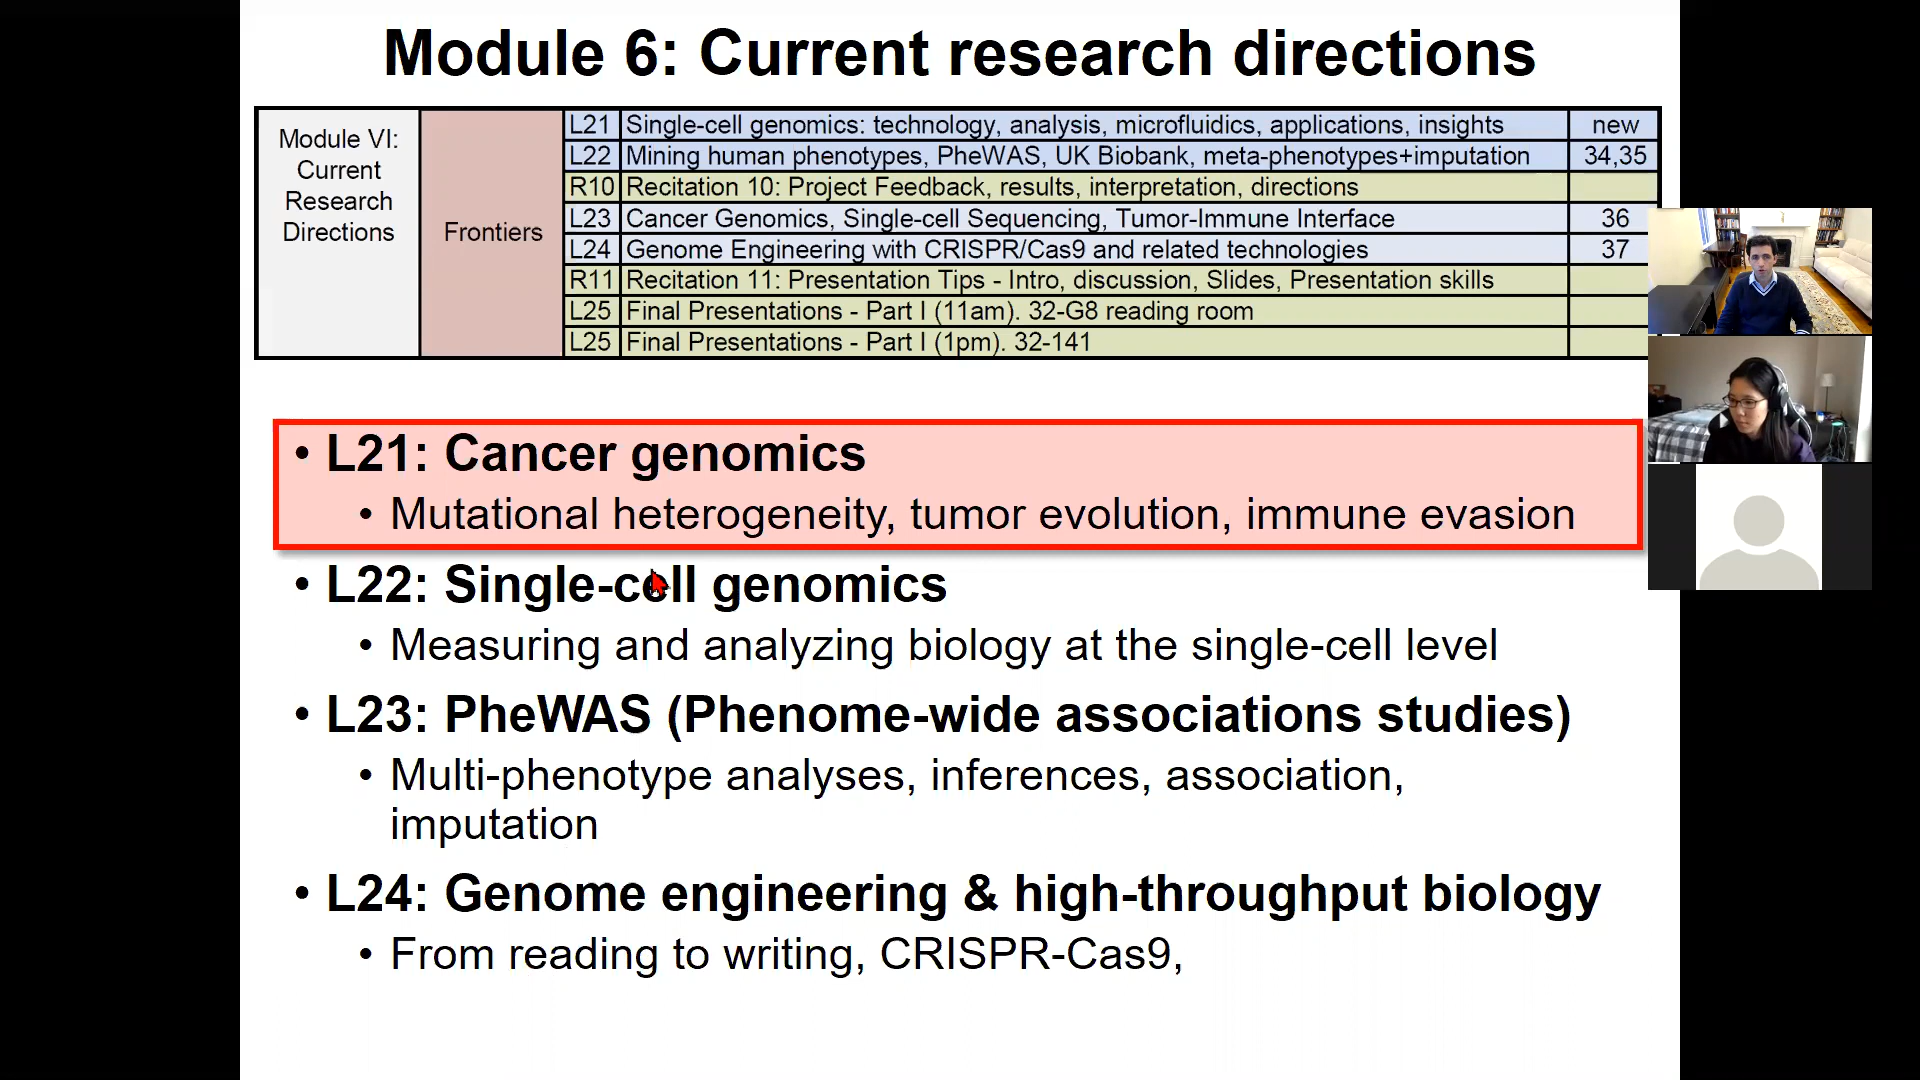 Module 6: Current research directions
Module VI:
Current
Research
Directions
Frontiers
L21 Single-cell genomics: technology, analysis, microfluidics, applications, insights new
L22 Mining human phenotypes, PheWAS, UK Biobank, meta-phenotypes+imputation 34,35
R10 Recitation 10: Project Feedback, results, interpretation, directions
L23 Cancer Genomics, Single-cell Sequencing, Tumor-Immune Interface 36
L24 Genome Engineering with CRISPR/Cas9 and related technologies 37
R11 Recitation 11: Presentation Tips - Intro, discussion, Slides, Presentation skills
L25 Final Presentations - Part I (11am). 32-G8 reading room
L25 Final Presentations - Part I (1pm). 32-141
• L21: Cancer genomics
• Mutational heterogeneity, tumor evolution, immune evasion
• L22: Single-cell genomics
• Measuring and analyzing biology at the single-cell level
• L23: PheWAS (Phenome-wide associations studies)
• Multi-phenotype analyses, inferences, association,
imputation
• L24: Genome engineering & high-throughput biology
• From reading to writing, CRISPR-Cas9,